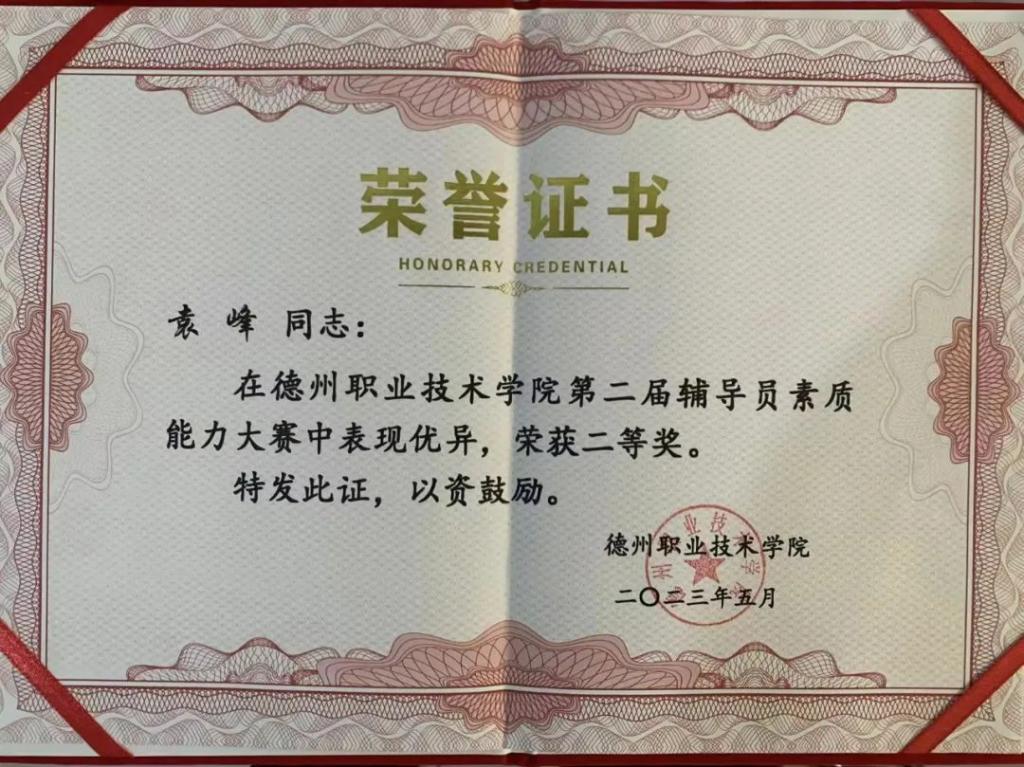 荣誉证书
HONORARY CREDENTIAL
袁 峰 同志：
在德州职业技术学院第二届辅导员素质
能力大赛中表现优异，荣获二等奖。
特发此证，以资鼓励。
德州职业技术学院
二〇二三年五月